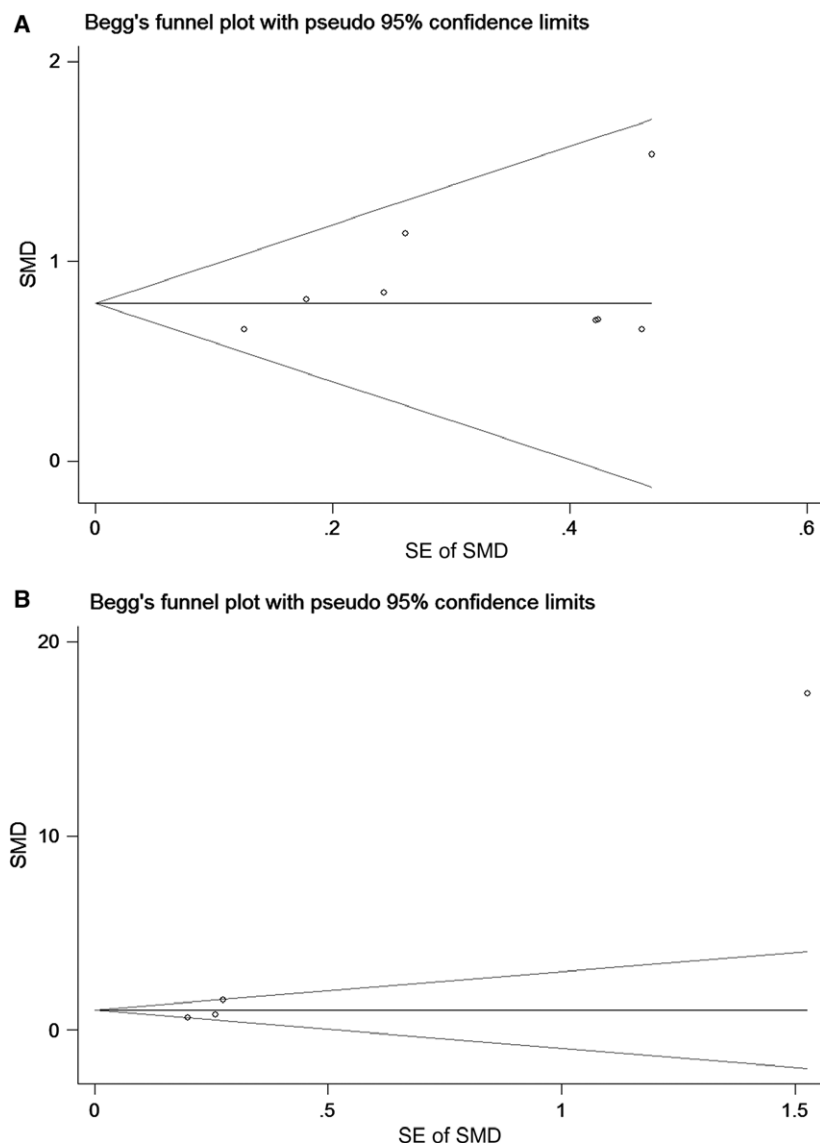 A
Begg's funnel plot with pseudo 95% confidence limits
2
1
0
SMD
0
.2
.4
.6
SE of SMD
B
Begg's funnel plot with pseudo 95% confidence limits
20
10
0
SMD
0
.5
1
1.5
SE of SMD